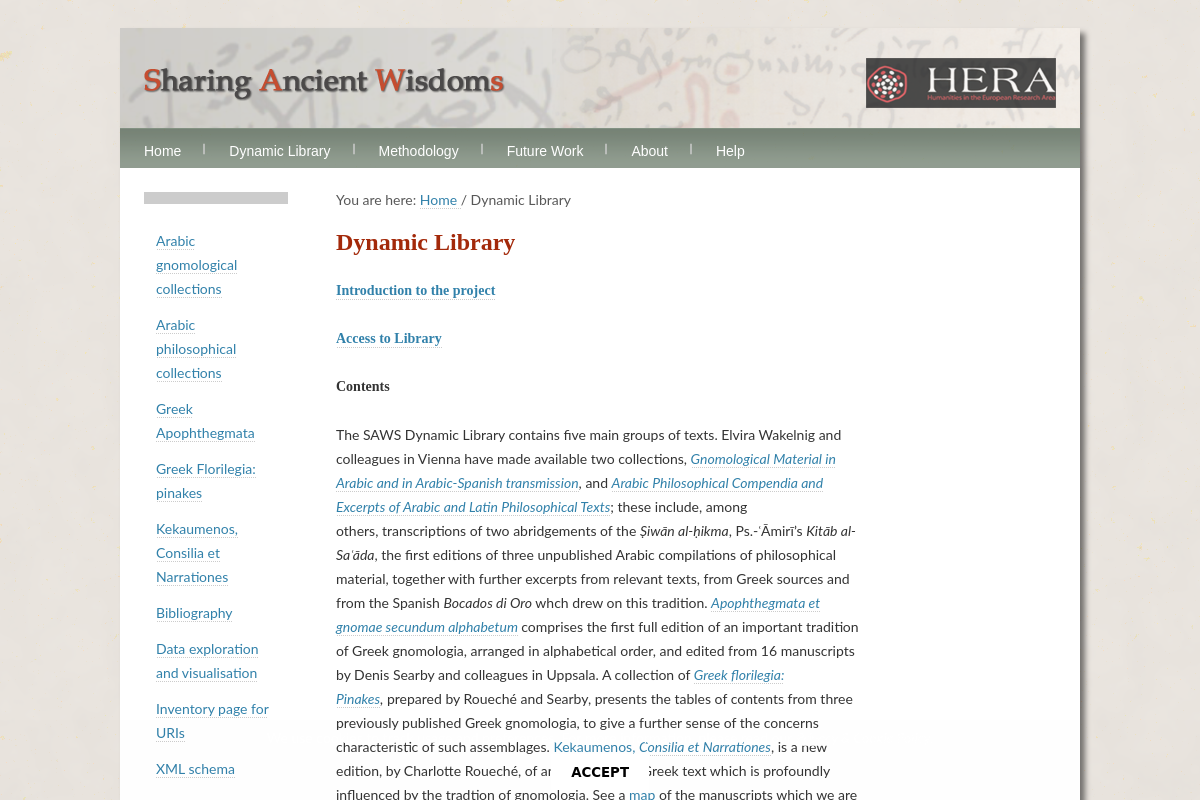 Sharing Ancient Wisdoms
HERA
Humanities in the European Research Area
Home
Dynamic Library
Methodology
Future Work
About
Help
You are here: Home / Dynamic Library
Arabic
gnomological
collections
Arabic
philosophical
collections
Greek
Apophthegmata
Greek Florilegia:
pinakes
Kekaumenos,
Consilia et
Narrationes
Bibliography
Data exploration
and visualisation
Inventory page for
URIs
XML schema
Dynamic Library
Introduction to the project
Access to Library
Contents
The SAWS Dynamic Library contains five main groups of texts. Elvira Wakelnig and
colleagues in Vienna have made available two collections, Gnomological Material in
Arabic and in Arabic-Spanish transmission, and Arabic Philosophical Compendia and
Excerpts of Arabic and Latin Philosophical Texts; these include, among
others, transcriptions of two abridgements of the Ṣiwān al-ḥikma, Ps.-ʿĀmirī's Kitāb al-
Saʿāda, the first editions of three unpublished Arabic compilations of philosophical
material, together with further excerpts from relevant texts, from Greek sources and
from the Spanish Bocados di Oro whch drew on this tradition. Apophthegmata et
gnomae secundum alphabetum comprises the first full edition of an important tradition
of Greek gnomologia, arranged in alphabetical order, and edited from 16 manuscripts
by Denis Searby and colleagues in Uppsala. A collection of Greek florilegia:
Pinakes, prepared by Roueché and Searby, presents the tables of contents from three
previously published Greek gnomologia, to give a further sense of the concerns
characteristic of such assemblages. Kekaumenos, Consilia et Narrationes, is a new
edition, by Charlotte Roueché, of Greek text which is profoundly
ACCEPT
influenced by the tradtion of gnomologia. See a map of the manuscripts which we are